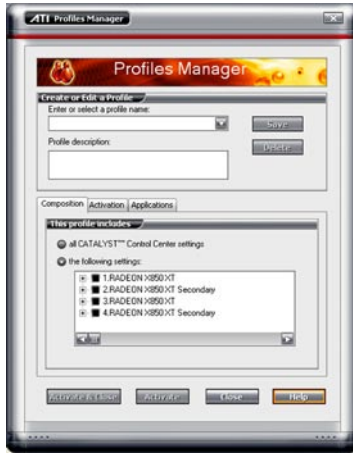 ATI Profiles Manager
Profiles Manager
Create or Edit a Profile
Enter or select a profile name:
Save
Profile description:
Delete
Composition Activation Applications
This profile includes
all CATALYST™ Control Center settings
the following settings:
1.RADEON X850 XT
2.RADEON X850 XT Secondary
3.RADEON X850 XT
4.RADEON X850 XT Secondary
Activate & Close Activate Close Help